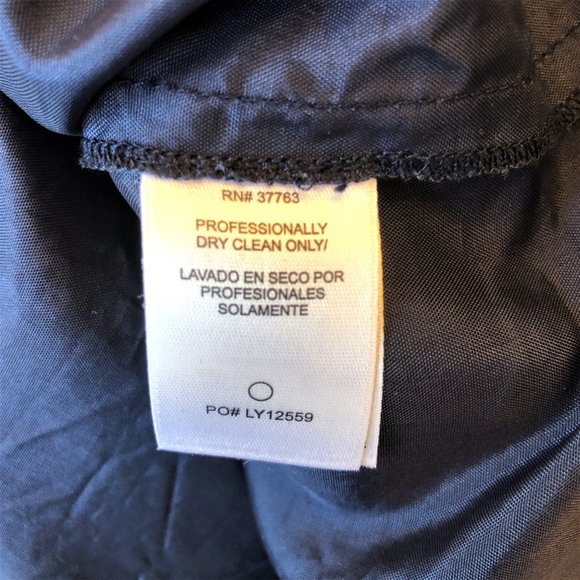 RN# 37763
PROFESSIONALLY
DRY CLEAN ONLY/
LAVADO EN SECO POR
PROFESIONALES
SOLAMENTE
PO# LY12559